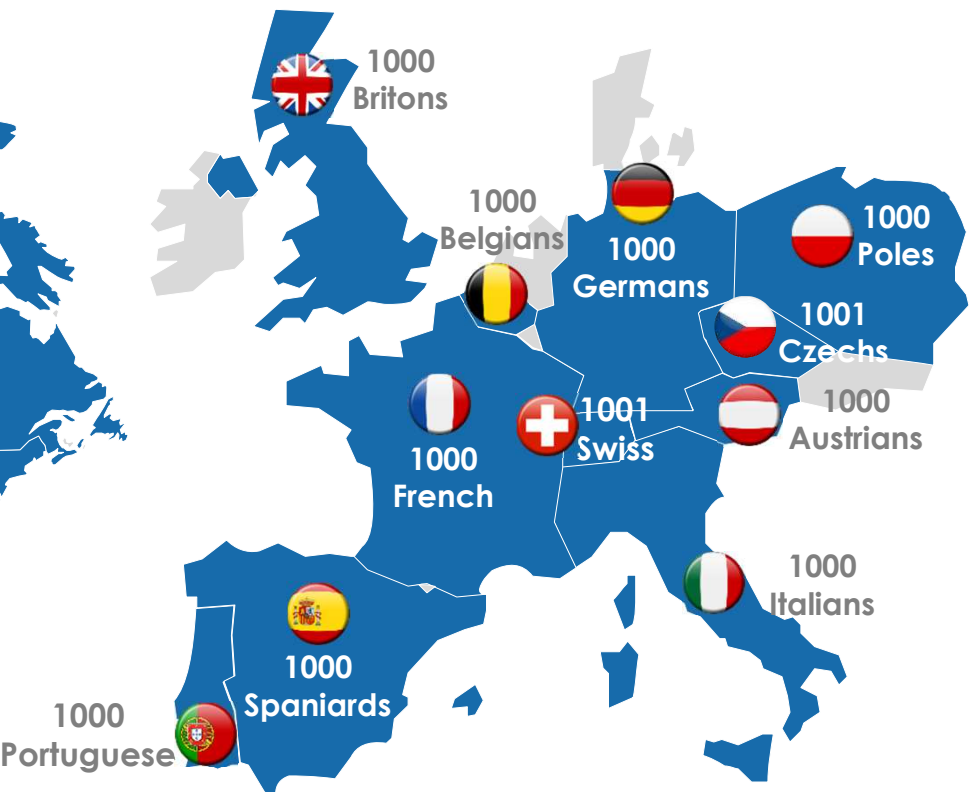 1000
Britons
1000
Belgians
1000
Germans
1000
Poles
1001
Czechs
1000
Austrians
1001
Swiss
1000
French
1000
Italians
1000
Spaniards
1000
Portuguese